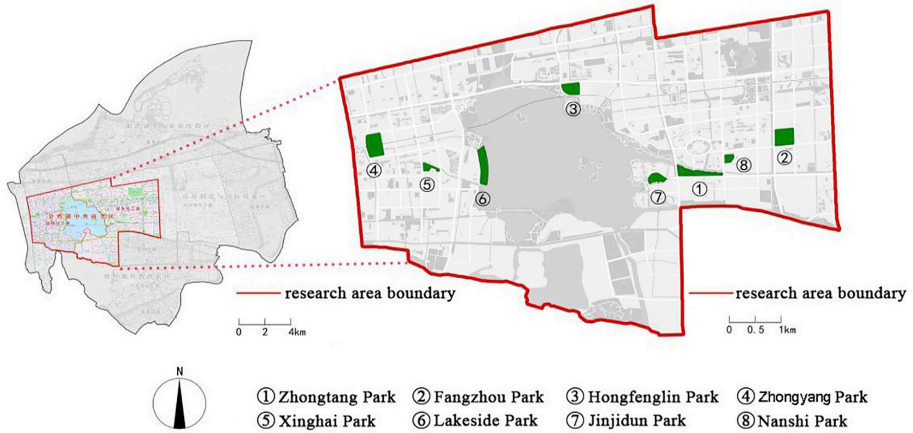 ③
④
⑤
⑥
⑦
①
⑧
②
research area boundary
0 2 4km
research area boundary
0 0.5 1km
N
① Zhongtang Park ② Fangzhou Park ③ Hongfenglin Park ④ Zhongyang Park
⑤ Xinghai Park ⑥ Lakeside Park ⑦ Jinjidun Park ⑧ Nanshi Park